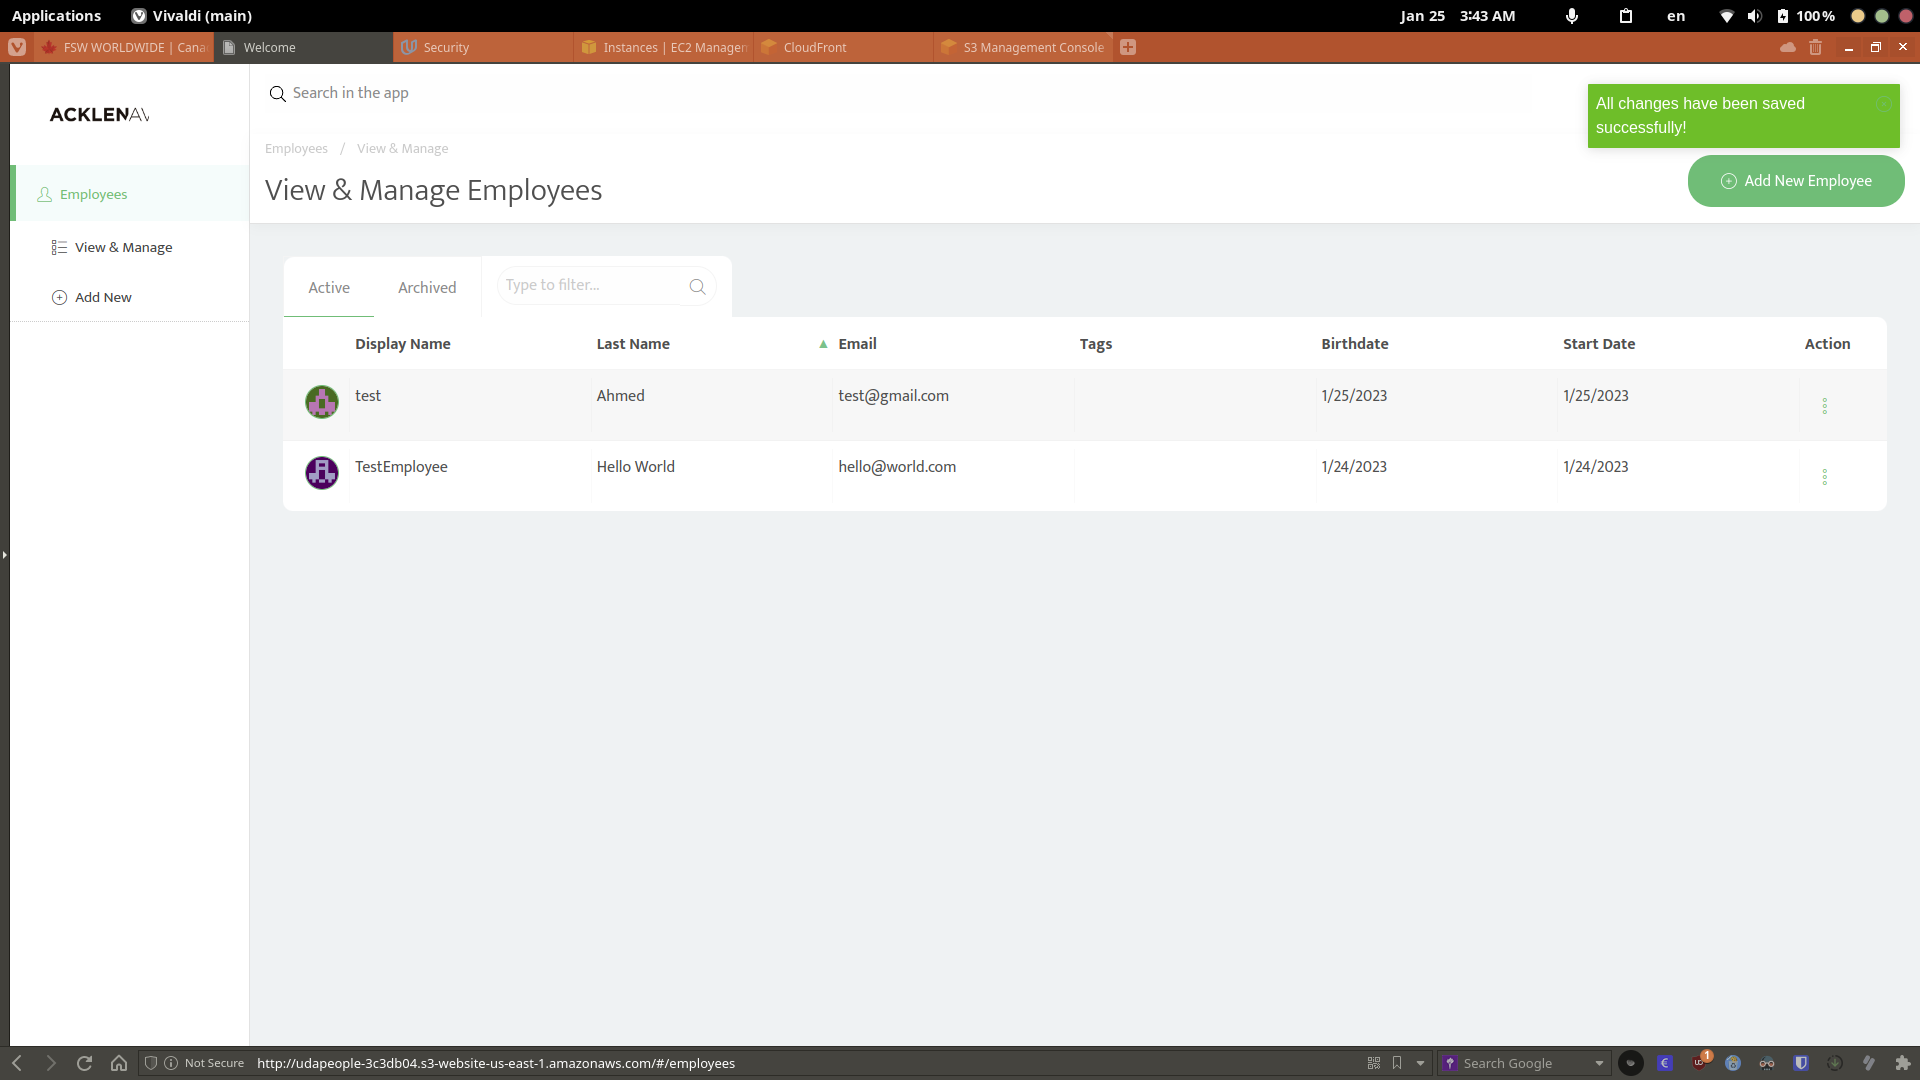 Applications Vivaldi (main) Jan 25 3:43 AM en 100%
FSW WORLDWIDE | Cana Welcome Security Instances | EC2 Managem CloudFront S3 Management Console
ACKLENAV
Search in the app
All changes have been saved
successfully!
Employees / View & Manage
View & Manage Employees
Add New Employee
Employees
View & Manage
Add New
Active Archived Type to filter...
Display Name Last Name ▲ Email Tags Birthdate Start Date Action
test Ahmed test@gmail.com 1/25/2023 1/25/2023
TestEmployee Hello World hello@world.com 1/24/2023 1/24/2023
Not Secure http://udapeople-3c3db04.s3-website-us-east-1.amazonaws.com/#/employees Search Google 1